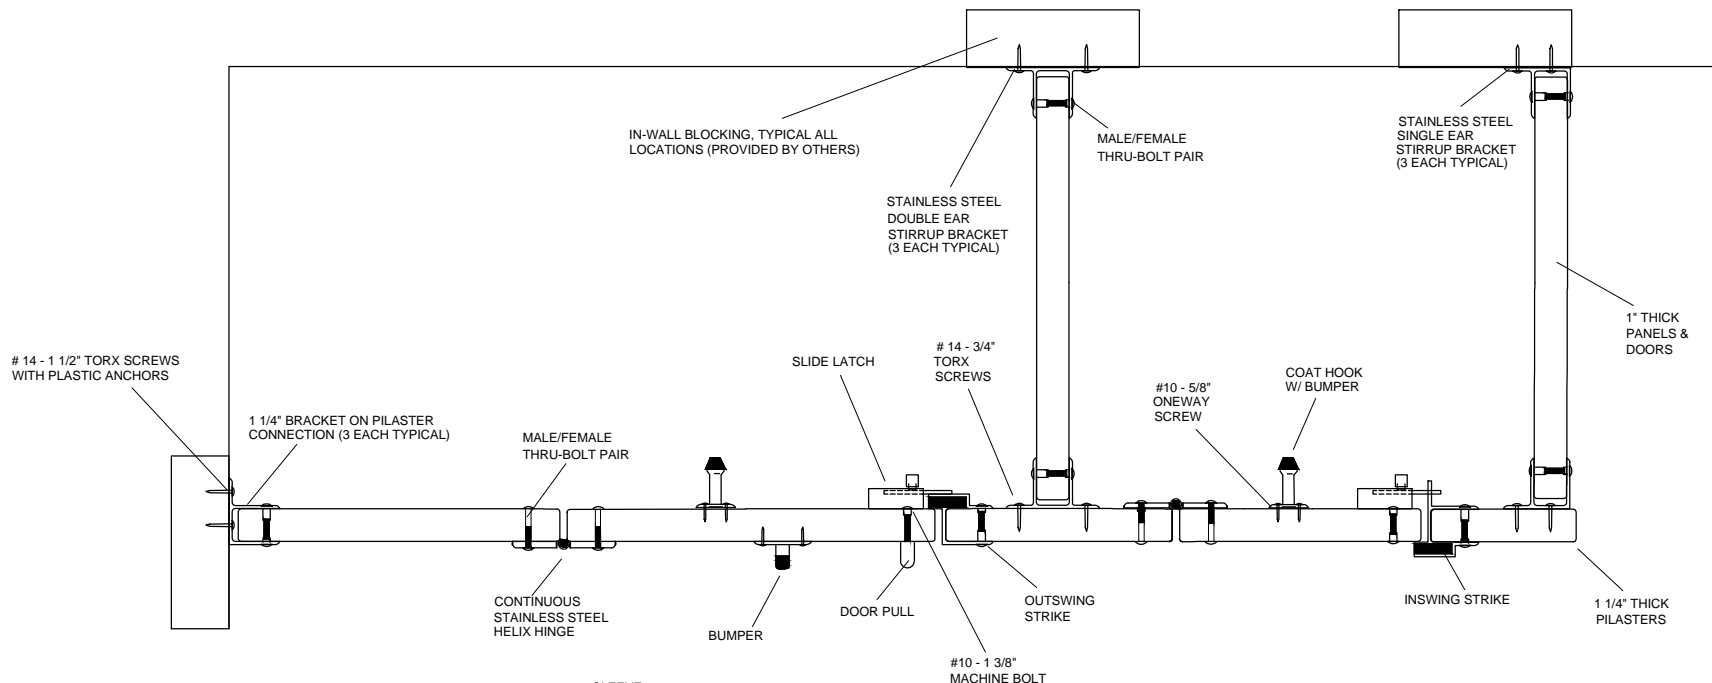 IN-WALL BLOCKING, TYPICAL ALL
LOCATIONS (PROVIDED BY OTHERS)
MALE/FEMALE
THRU-BOLT PAIR
STAINLESS STEEL
SINGLE EAR
STIRRUP BRACKET
(3 EACH TYPICAL)
STAINLESS STEEL
DOUBLE EAR
STIRRUP BRACKET
(3 EACH TYPICAL)
1" THICK
PANELS &
DOORS
# 14 - 1 1/2" TORX SCREWS
WITH PLASTIC ANCHORS
SLIDE LATCH
# 14 - 3/4"
TORX
SCREWS
#10 - 5/8"
ONEWAY
SCREW
COAT HOOK
W/ BUMPER
1 1/4" BRACKET ON PILASTER
CONNECTION (3 EACH TYPICAL)
MALE/FEMALE
THRU-BOLT PAIR
CONTINUOUS
STAINLESS STEEL
HELIX HINGE
BUMPER
DOOR PULL
OUTSWING
STRIKE
INSWING STRIKE
1 1/4" THICK
PILASTERS
#10 - 1 3/8"
MACHINE BOLT